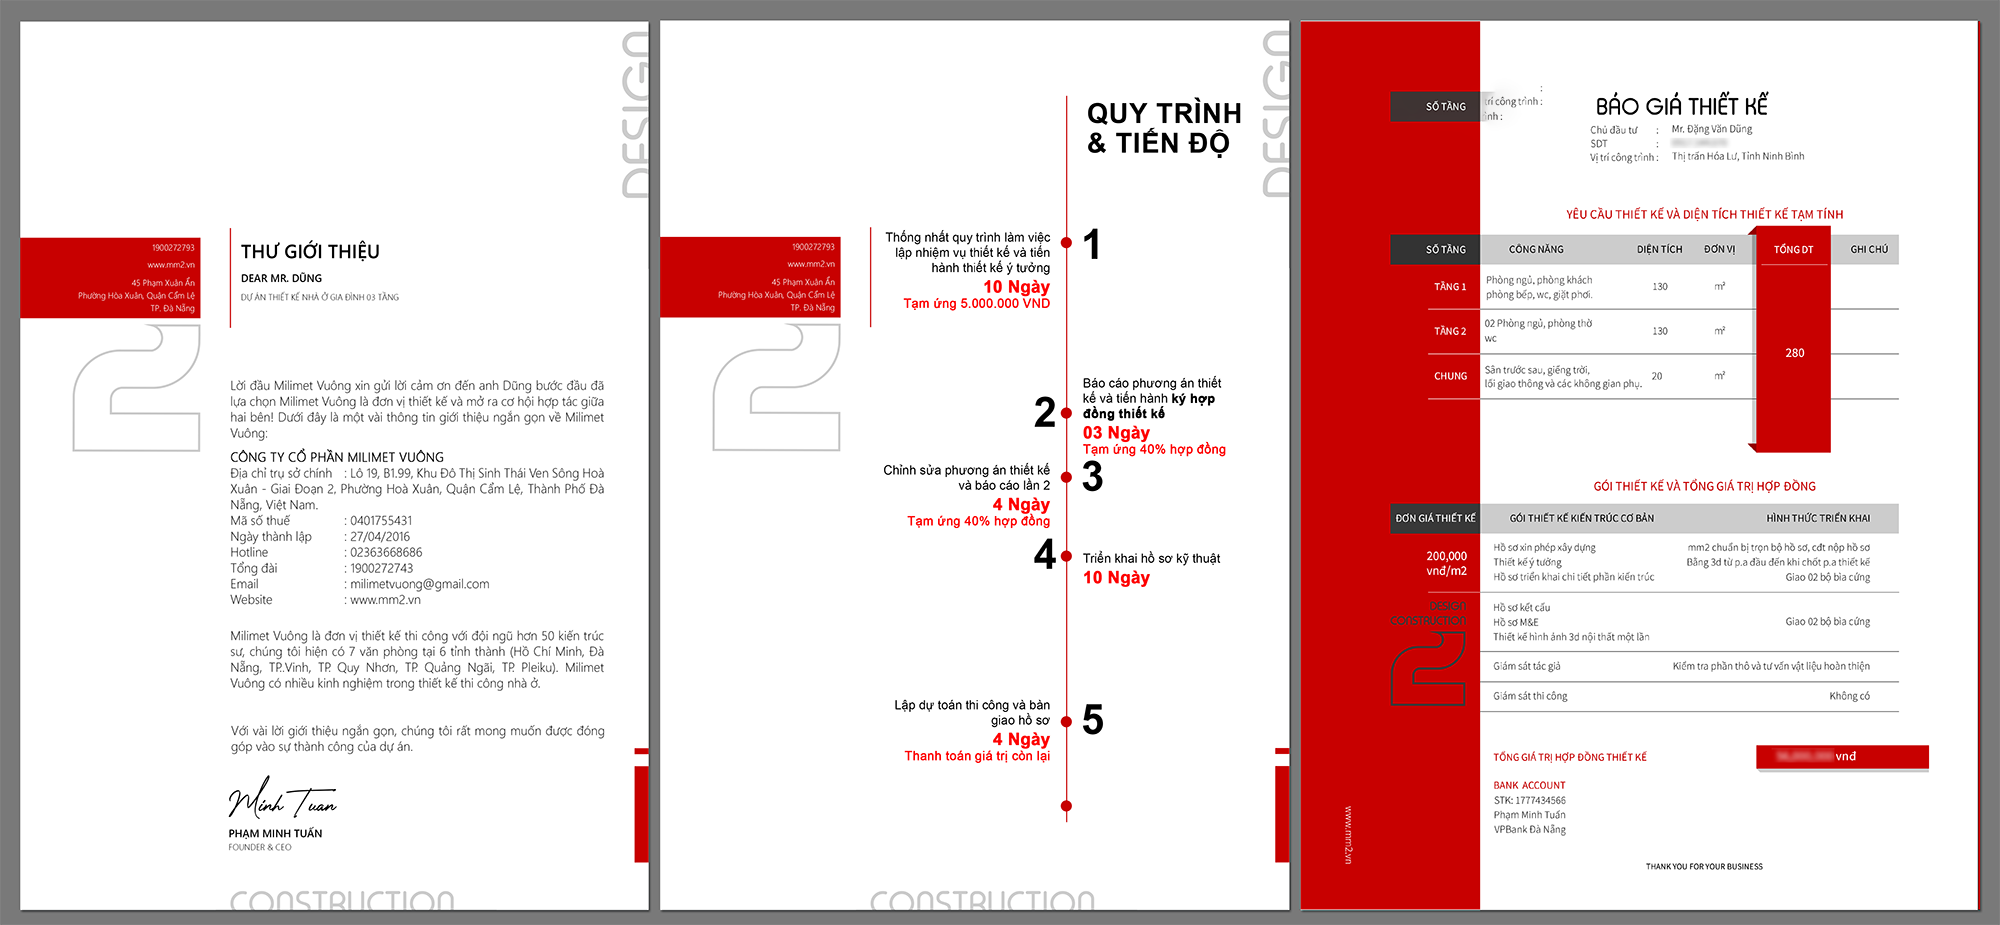 DESIGN
1900272793
www.mm2.vn
45 Phạm Xuân Ẩn
Phường Hòa Xuân, Quận Cẩm Lệ
TP. Đà Nẵng
THƯ GIỚI THIỆU
DEAR MR. DŨNG
DỰ ÁN THIẾT KẾ NHÀ Ở GIA ĐÌNH 03 TẦNG
Lời đầu Milimet Vuông xin gửi lời cảm ơn đến anh Dũng bước đầu đã
lựa chọn Milimet Vuông là đơn vị thiết kế và mở ra cơ hội hợp tác giữa
hai bên! Dưới đây là một vài thông tin giới thiệu ngắn gọn về Milimet
Vuông:
CÔNG TY CỔ PHẦN MILIMET VUÔNG
Địa chỉ trụ sở chính : Lô 19, B1.99, Khu Đô Thị Sinh Thái Ven Sông Hoà
Xuân - Giai Đoạn 2, Phường Hoà Xuân, Quận Cẩm Lệ, Thành Phố Đà
Nẵng, Việt Nam.
Mã số thuế : 0401755431
Ngày thành lập : 27/04/2016
Hotline : 02363668686
Tổng đài : 1900272743
Email : milimetvuong@gmail.com
Website : www.mm2.vn
Milimet Vuông là đơn vị thiết kế thi công với đội ngũ hơn 50 kiến trúc
sư, chúng tôi hiện có 7 văn phòng tại 6 tỉnh thành (Hồ Chí Minh, Đà
Nẵng, TP.Vinh, TP. Quy Nhơn, TP. Quảng Ngãi, TP. Pleiku). Milimet
Vuông có nhiều kinh nghiệm trong thiết kế thi công nhà ở.
Với vài lời giới thiệu ngắn gọn, chúng tôi rất mong muốn được đóng
góp vào sự thành công của dự án.
Minh Tuan
PHẠM MINH TUẤN
FOUNDER & CEO
CONSTRUCTION
DESIGN
QUY TRÌNH
& TIẾN ĐỘ
1900272793
www.mm2.vn
45 Phạm Xuân Ẩn
Phường Hòa Xuân, Quận Cẩm Lệ
TP. Đà Nẵng
1
Thống nhất quy trình làm việc
lập nhiệm vụ thiết kế và tiến
hành thiết kế ý tưởng
10 Ngày
Tạm ứng 5.000.000 VND
2
Báo cáo phương án thiết
kế và tiến hành ký hợp
đồng thiết kế
03 Ngày
Tạm ứng 40% hợp đồng
3
Chỉnh sửa phương án thiết kế
và báo cáo lần 2
4 Ngày
Tạm ứng 40% hợp đồng
4
Triển khai hồ sơ kỹ thuật
10 Ngày
5
Lập dự toán thi công và bàn
giao hồ sơ
4 Ngày
Thanh toán giá trị còn lại
CONSTRUCTION
SỐ TẦNG
:
trí công trình :
BÁO GIÁ THIẾT KẾ
Chủ đầu tư : Mr. Đặng Văn Dũng
SDT :
Vị trí công trình : Thị trấn Hóa Lư, Tỉnh Ninh Bình
YÊU CẦU THIẾT KẾ VÀ DIỆN TÍCH THIẾT KẾ TẠM TÍNH
SỐ TẦNG CÔNG NĂNG DIỆN TÍCH ĐƠN VỊ TỔNG DT GHI CHÚ
TẦNG 1 Phòng ngủ, phòng khách 130 m²
phòng bếp, wc, giặt phơi.
TẦNG 2 02 Phòng ngủ, phòng thờ 130 m²
wc
280
CHUNG Sân trước sau, giếng trời, 20 m²
lối giao thông và các không gian phụ.
GÓI THIẾT KẾ VÀ TỔNG GIÁ TRỊ HỢP ĐỒNG
ĐƠN GIÁ THIẾT KẾ GÓI THIẾT KẾ KIẾN TRÚC CƠ BẢN HÌNH THỨC TRIỂN KHAI
200,000
vnđ/m2
Hồ sơ xin phép xây dựng mm2 chuẩn bị trọn bộ hồ sơ, cđt nộp hồ sơ
Thiết kế ý tưởng Bằng 3d từ p.a đầu đến khi chốt p.a thiết kế
Hồ sơ triển khai chi tiết phần kiến trúc Giao 02 bộ bìa cứng
DESIGN
CONSTRUCTION
Hồ sơ kết cấu
Hồ sơ M&E Giao 02 bộ bìa cứng
Thiết kế hình ảnh 3d nội thất một lần
Giám sát tác giả Kiểm tra phần thô và tư vấn vật liệu hoàn thiện
Giám sát thi công Không có
TỔNG GIÁ TRỊ HỢP ĐỒNG THIẾT KẾ vnđ
BANK ACCOUNT
STK: 1777434566
Phạm Minh Tuấn
VPBank Đà Nẵng
www.mm2.vn
THANK YOU FOR YOUR BUSINESS